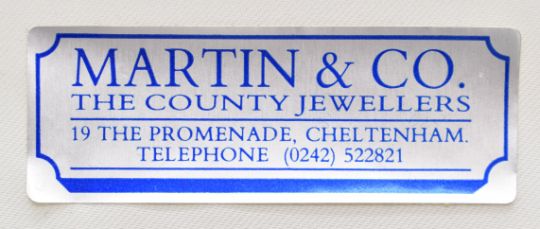 MARTIN & CO.
THE COUNTY JEWELLERS
19 THE PROMENADE, CHELTENHAM.
TELEPHONE (0242) 522821